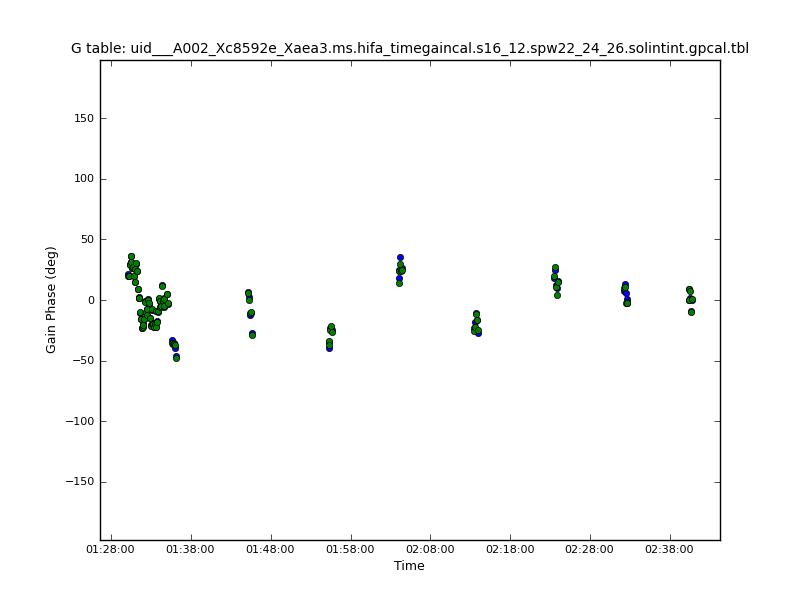 G table: uid___A002_Xc8592e_Xaea3.ms.hifa_timegaincal.s16_12.spw22_24_26.solintint.gpcal.tbl
150
100
50
0
−50
−100
−150
Gain Phase (deg)
01:28:00 01:38:00 01:48:00 01:58:00 02:08:00 02:18:00 02:28:00 02:38:00
Time